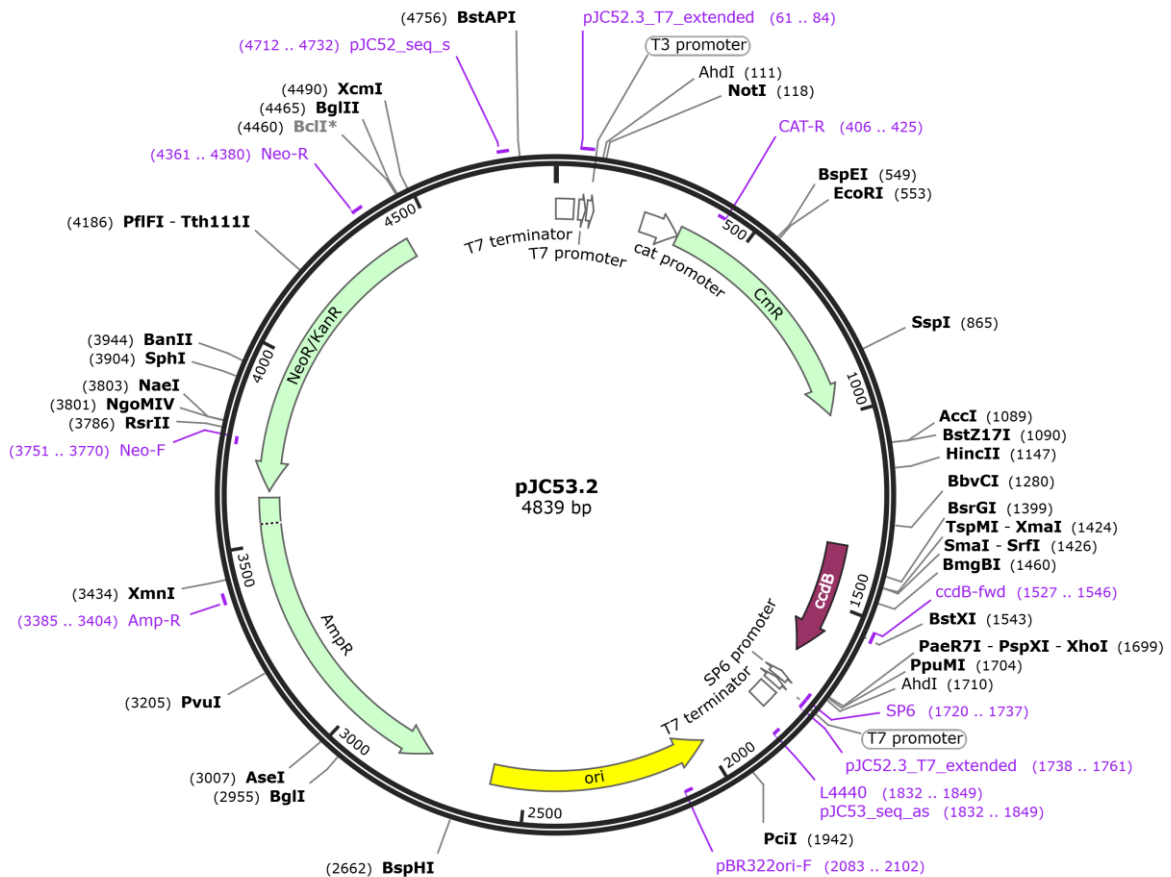 (4756) BstAPI
pJC52.3_T7_extended (61 .. 84)
(4712 .. 4732) pJC52_seq_s
T3 promoter
AhdI (111)
NotI (118)
(4490) XcmI
(4465) BglII
(4460) BclI*
(4361 .. 4380) Neo-R
CAT-R (406 .. 425)
BspEI (549)
EcoRI (553)
(4186) PflFI - Tth111I
4500
500
T7 terminator
T7 promoter
cat promoter
CmR
NeoR/KanR
SspI (865)
(3944) BanII
(3904) SphI
(3803) NaeI
(3801) NgoMIV
(3786) RsrII
(3751 .. 3770) Neo-F
4000
1000
AccI (1089)
BstZ17I (1090)
HincII (1147)
BbvCI (1280)
BsrGI (1399)
TspMI - XmaI (1424)
SmaI - SrfI (1426)
BmgBI (1460)
pJC53.2
4839 bp
3500
ccdB
1500
ccdB-fwd (1527 .. 1546)
BstXI (1543)
(3434) XmnI
(3385 .. 3404) Amp-R
AmpR
SP6 promoter
T7 terminator
PaeR7I - PspXI - XhoI (1699)
PpuMI (1704)
AhdI (1710)
SP6 (1720 .. 1737)
T7 promoter
pJC52.3_T7_extended (1738 .. 1761)
(3205) PvuI
3000
2000
ori
L4440 (1832 .. 1849)
pJC53_seq_as (1832 .. 1849)
(3007) AseI
(2955) BglI
2500
PciI (1942)
(2662) BspHI
pBR322ori-F (2083 .. 2102)